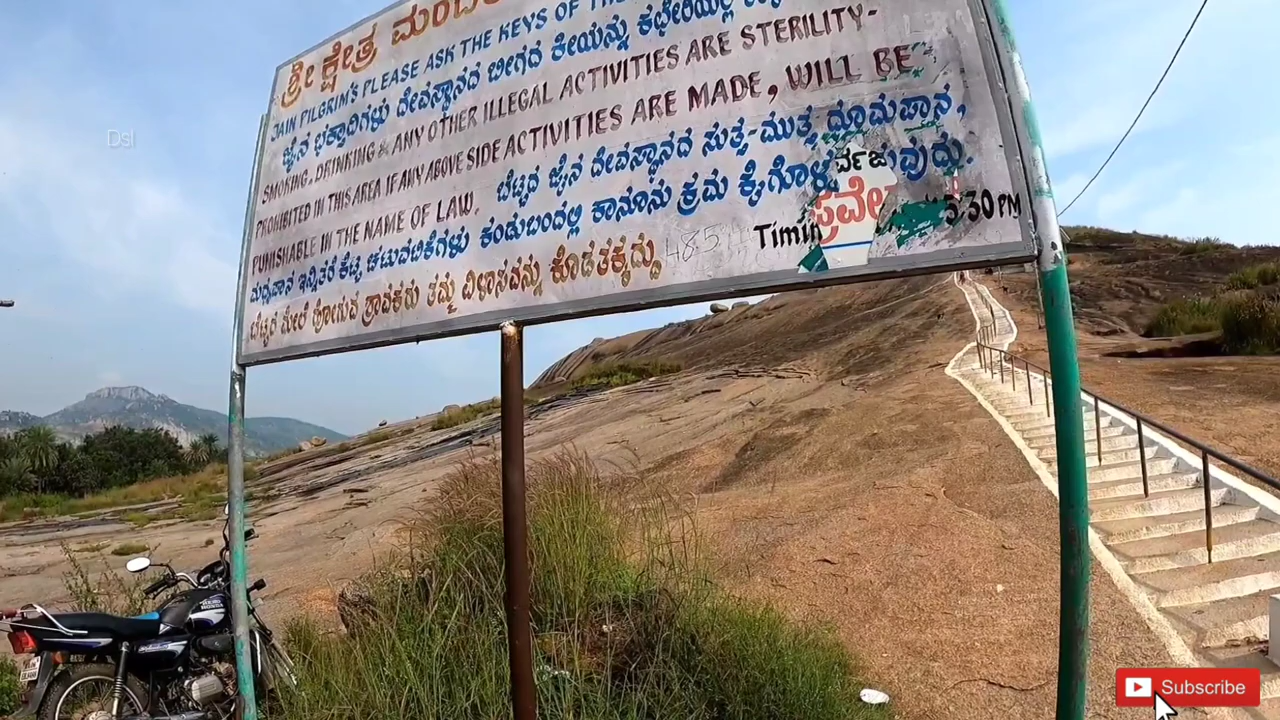 ಶ್ರೀ ಕ್ಷೇತ್ರ
JAIN PILGRIM'S PLEASE ASK THE KEYS OF
ಜೈನ ಭಕ್ತಾದಿಗಳು ದೇವಸ್ಥಾನದ ಬೀಗದ ಕೀಯನ್ನು ಕಛೇರಿಯಲ್ಲಿ
SMOKING, DRINKING & ANY OTHER ILLEGAL ACTIVITIES ARE STERILITY-
PROHIBITED IN THIS AREA IF ANY ABOVE SIDE ACTIVITIES ARE MADE, WILL BE
PUNISHABLE IN THE NAME OF LAW. ಬೆಟ್ಟದ ಜೈನ ದೇವಸ್ಥಾನದ ಸುತ್ತ-ಮುತ್ತ ಧೂಮಪಾನ,
ಮದ್ಯಪಾನ ಇನ್ನಿತರೆ ಕೆಟ್ಟ ಚಟುವಟಿಕೆಗಳು ಕಂಡುಬಂದಲ್ಲಿ ಕಾನೂನು ಕ್ರಮ ಕೈಗೊಳ್ಳ
ಬೆಟ್ಟದ ಮೇಲೆ ಹೋಗುವ ಶ್ರಾವಕರು ತಮ್ಮ ವಿಳಾಸವನ್ನು ಕೊಡತಕ್ಕದ್ದು
5:30 PM
Dsl
Subscribe